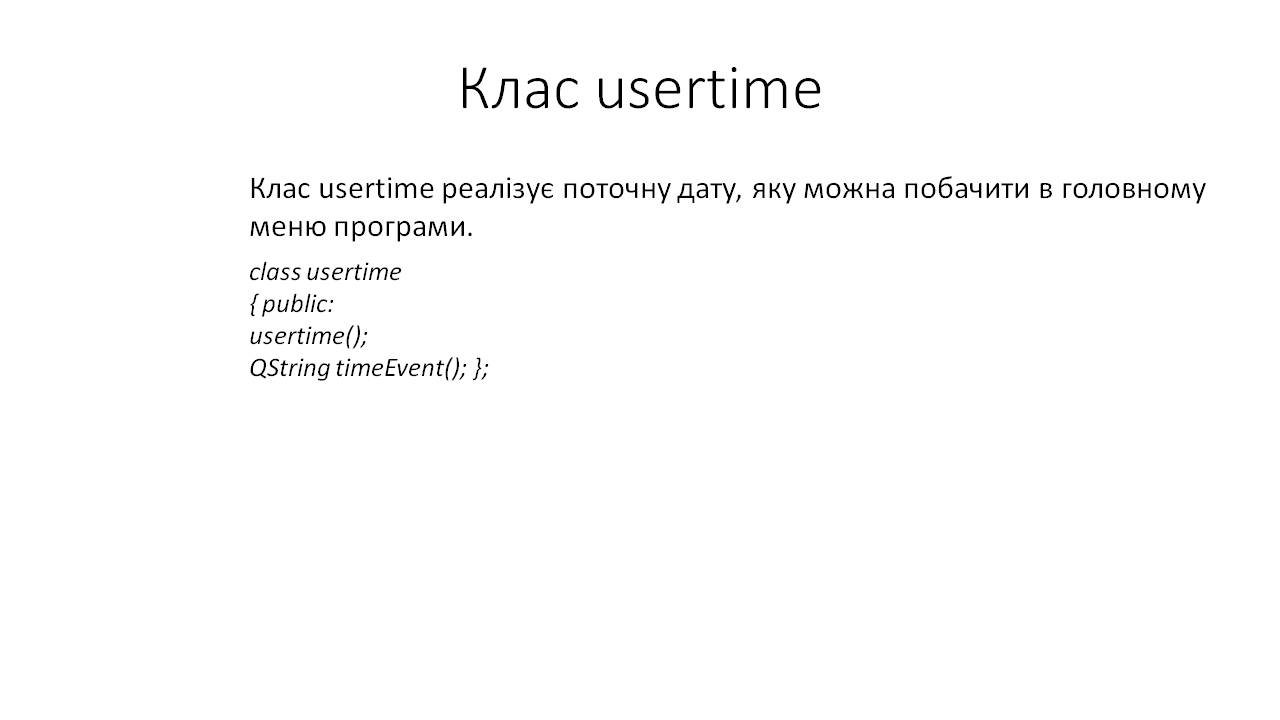 Клас usertime
Клас usertime реалізує поточну дату, яку можна побачити в головному
меню програми.
class usertime
{ public:
usertime();
QString timeEvent(); };